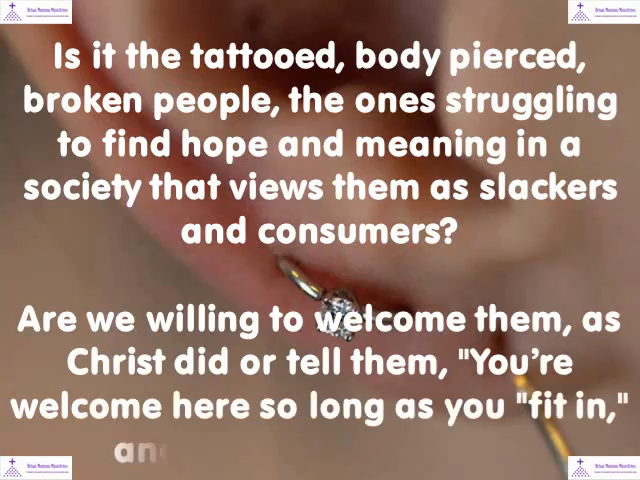 Is it the tattooed, body pierced,
broken people, the ones struggling
to find hope and meaning in a
society that views them as slackers
and consumers?
Are we willing to welcome them, as
Christ did or tell them, "You’re
welcome here so long as you "fit in,"